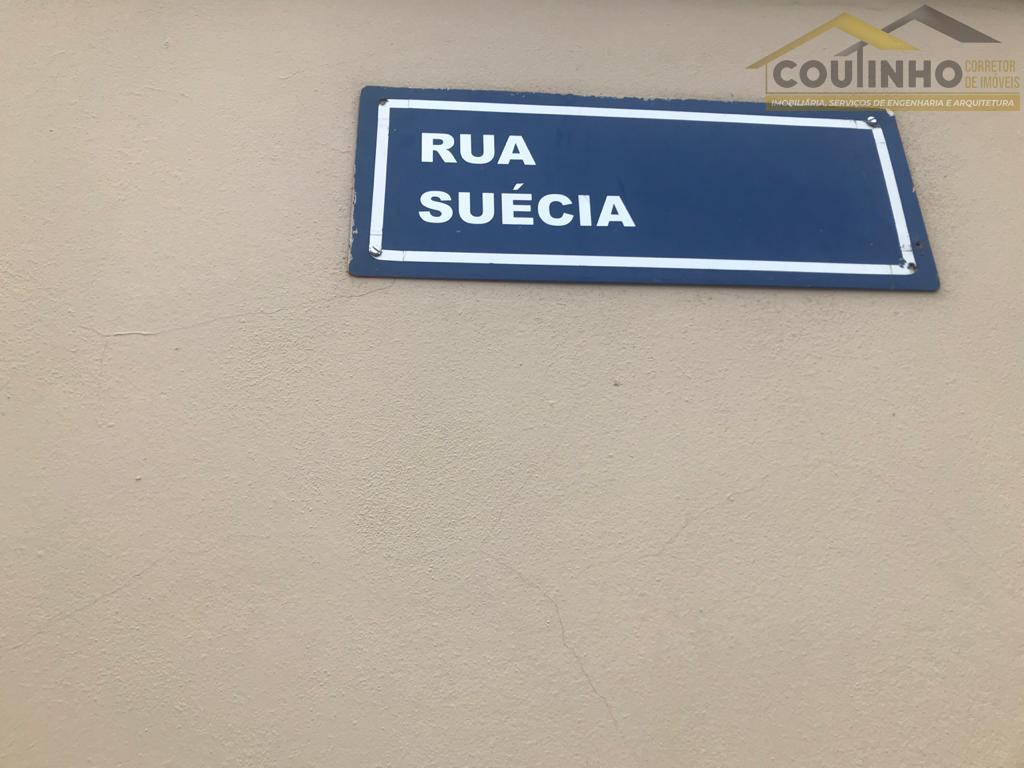 COUTINHO CORRETOR
DE IMÓVEIS
IMOBILIÁRIA, SERVIÇOS DE ENGENHARIA E ARQUITETURA
RUA
SUÉCIA